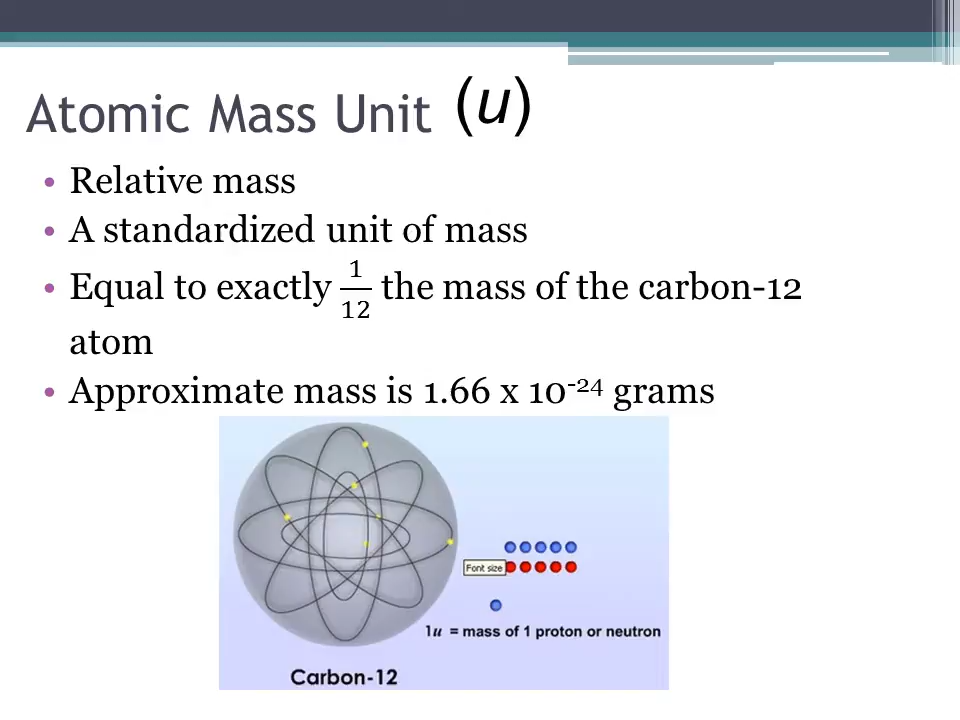 Atomic Mass Unit (u)
• Relative mass
• A standardized unit of mass
• Equal to exactly 1/12 the mass of the carbon-12
atom
• Approximate mass is 1.66 x 10⁻²⁴ grams
Font size
1u = mass of 1 proton or neutron
Carbon-12